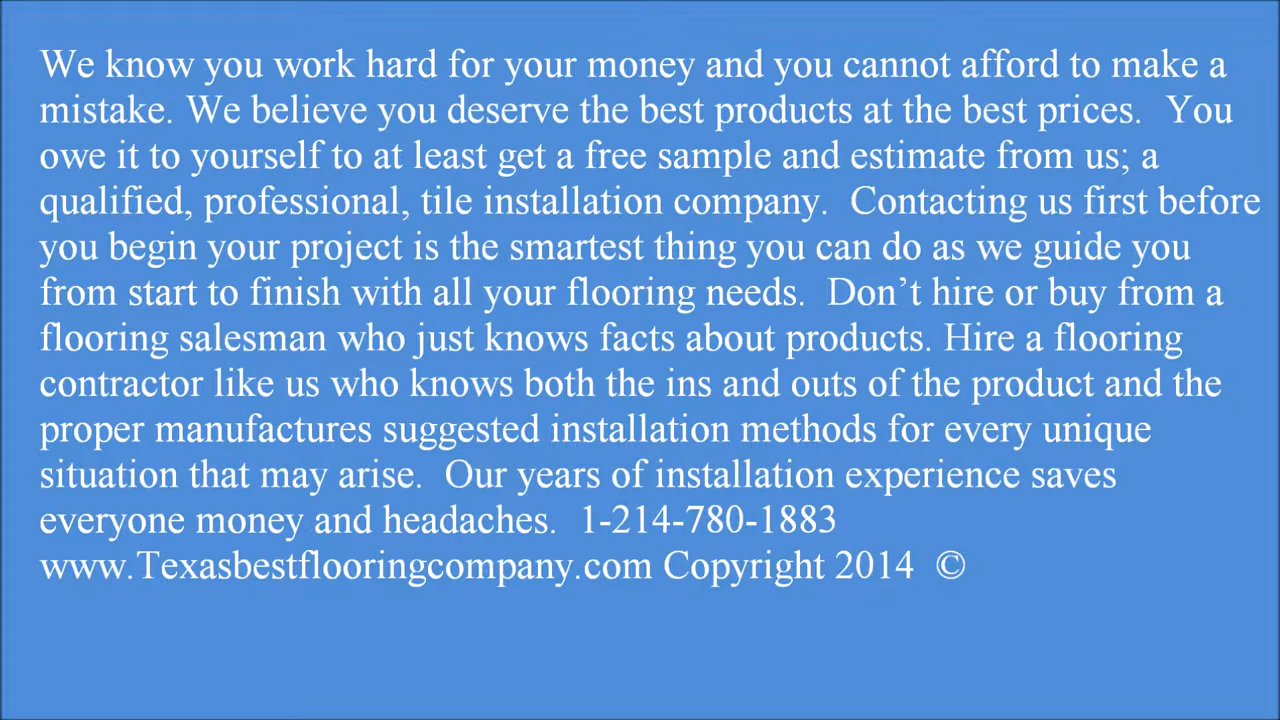 We know you work hard for your money and you cannot afford to make a
mistake. We believe you deserve the best products at the best prices.  You
owe it to yourself to at least get a free sample and estimate from us; a
qualified, professional, tile installation company.  Contacting us first before
you begin your project is the smartest thing you can do as we guide you
from start to finish with all your flooring needs.  Don’t hire or buy from a
flooring salesman who just knows facts about products. Hire a flooring
contractor like us who knows both the ins and outs of the product and the
proper manufactures suggested installation methods for every unique
situation that may arise.  Our years of installation experience saves
everyone money and headaches.  1-214-780-1883
www.Texasbestflooringcompany.com Copyright 2014  ©